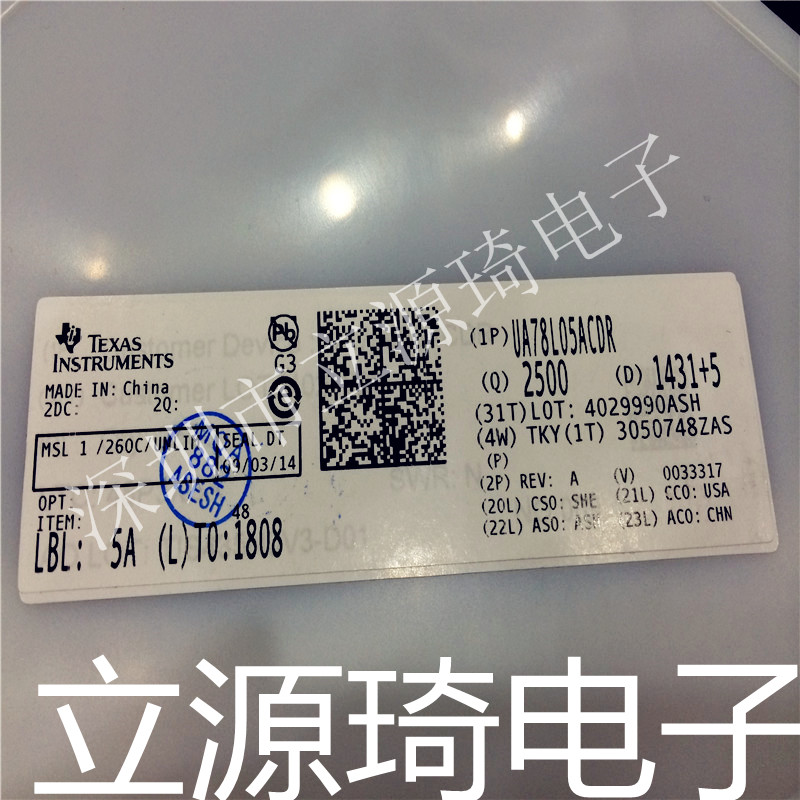 TEXAS
INSTRUMENTS
MADE IN: China
2DC: 2Q:
Pb
G3
MSL 1 /260C/UNLIM SEAL.DT
09/03/14
OPT:
ITEM: 48
LBL: 5A (L)TO:1808
(1P) UA78L05ACDR
(Q) 2500 (D) 1431+5
(31T)LOT: 4029990ASH
(4W) TKY(1T) 3050748ZAS
(P)
(2P) REV: A (V) 0033317
(20L) CSO: SHE (21L) CCO: USA
(22L) ASO: ASH (23L) ACO: CHN
深圳市立源琦电子
立源琦电子